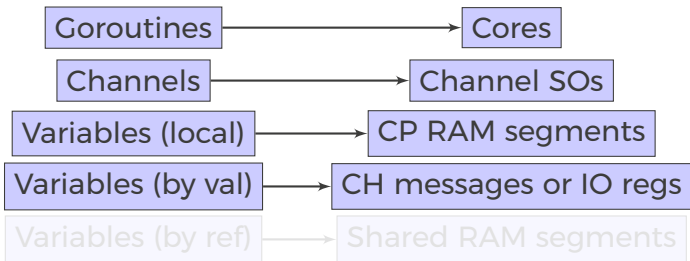 Goroutines Cores
Channels Channel SOs
Variables (local) CP RAM segments
Variables (by val) CH messages or IO regs
Variables (by ref) Shared RAM segments